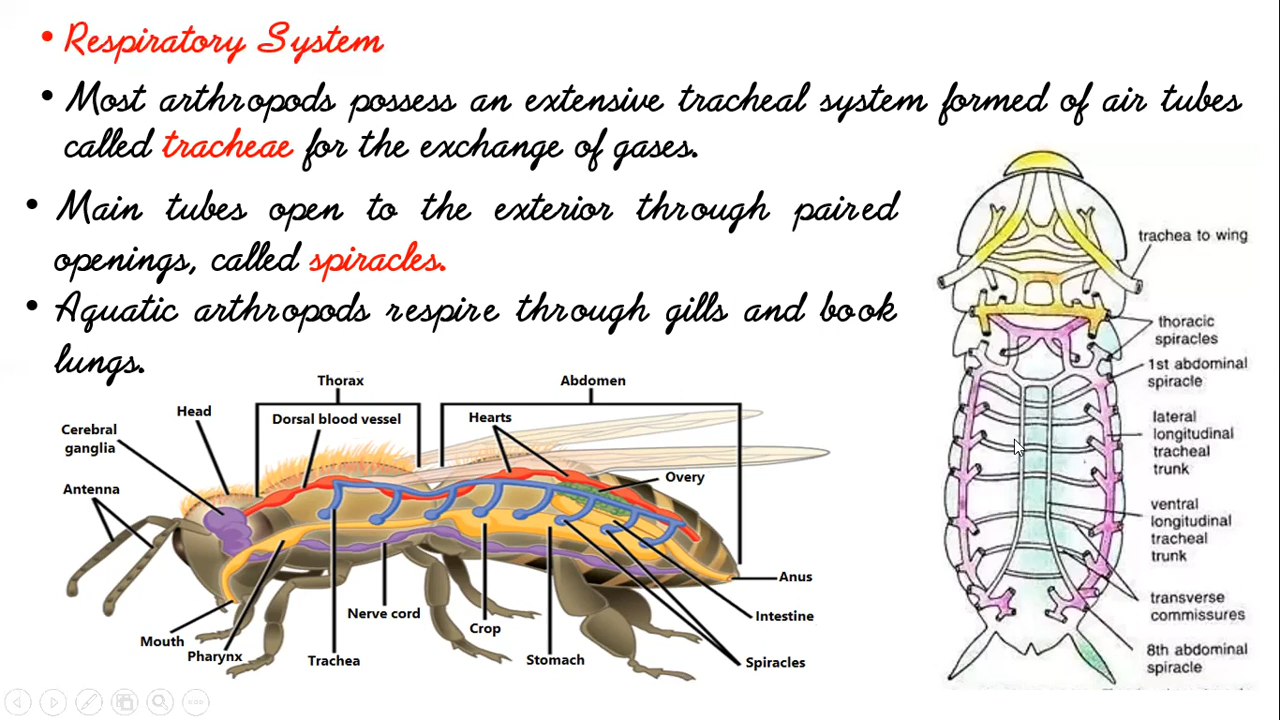 • Respiratory System
• Most arthropods possess an extensive tracheal system formed of air tubes
called tracheae for the exchange of gases.
• Main tubes open to the exterior through paired
openings, called spiracles.
• Aquatic arthropods respire through gills and book
lungs.
Thorax
Abdomen
Head
Dorsal blood vessel
Hearts
Cerebral
ganglia
Overy
Antenna
Anus
Nerve cord
Intestine
Crop
Mouth
Pharynx
Trachea
Stomach
Spiracles
trachea to wing
thoracic
spiracles
1st abdominal
spiracle
lateral
longitudinal
tracheal
trunk
ventral
longitudinal
tracheal
trunk
transverse
commissures
8th abdominal
spiracle